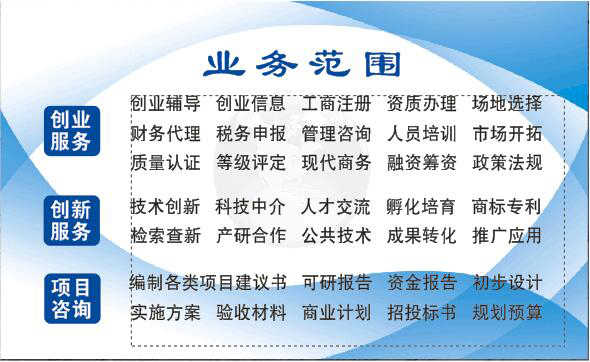 业务范围
创业服务
创业辅导 创业信息 工商注册 资质办理 场地选择
财务代理 税务申报 管理咨询 人员培训 市场开拓
质量认证 等级评定 现代商务 融资筹资 政策法规
创新服务
技术创新 科技中介 人才交流 孵化培育 商标专利
检索查新 产研合作 公共技术 成果转化 推广应用
项目咨询
编制各类项目建议书 可研报告 资金报告 初步设计
实施方案 验收材料 商业计划 招投标书 规划预算